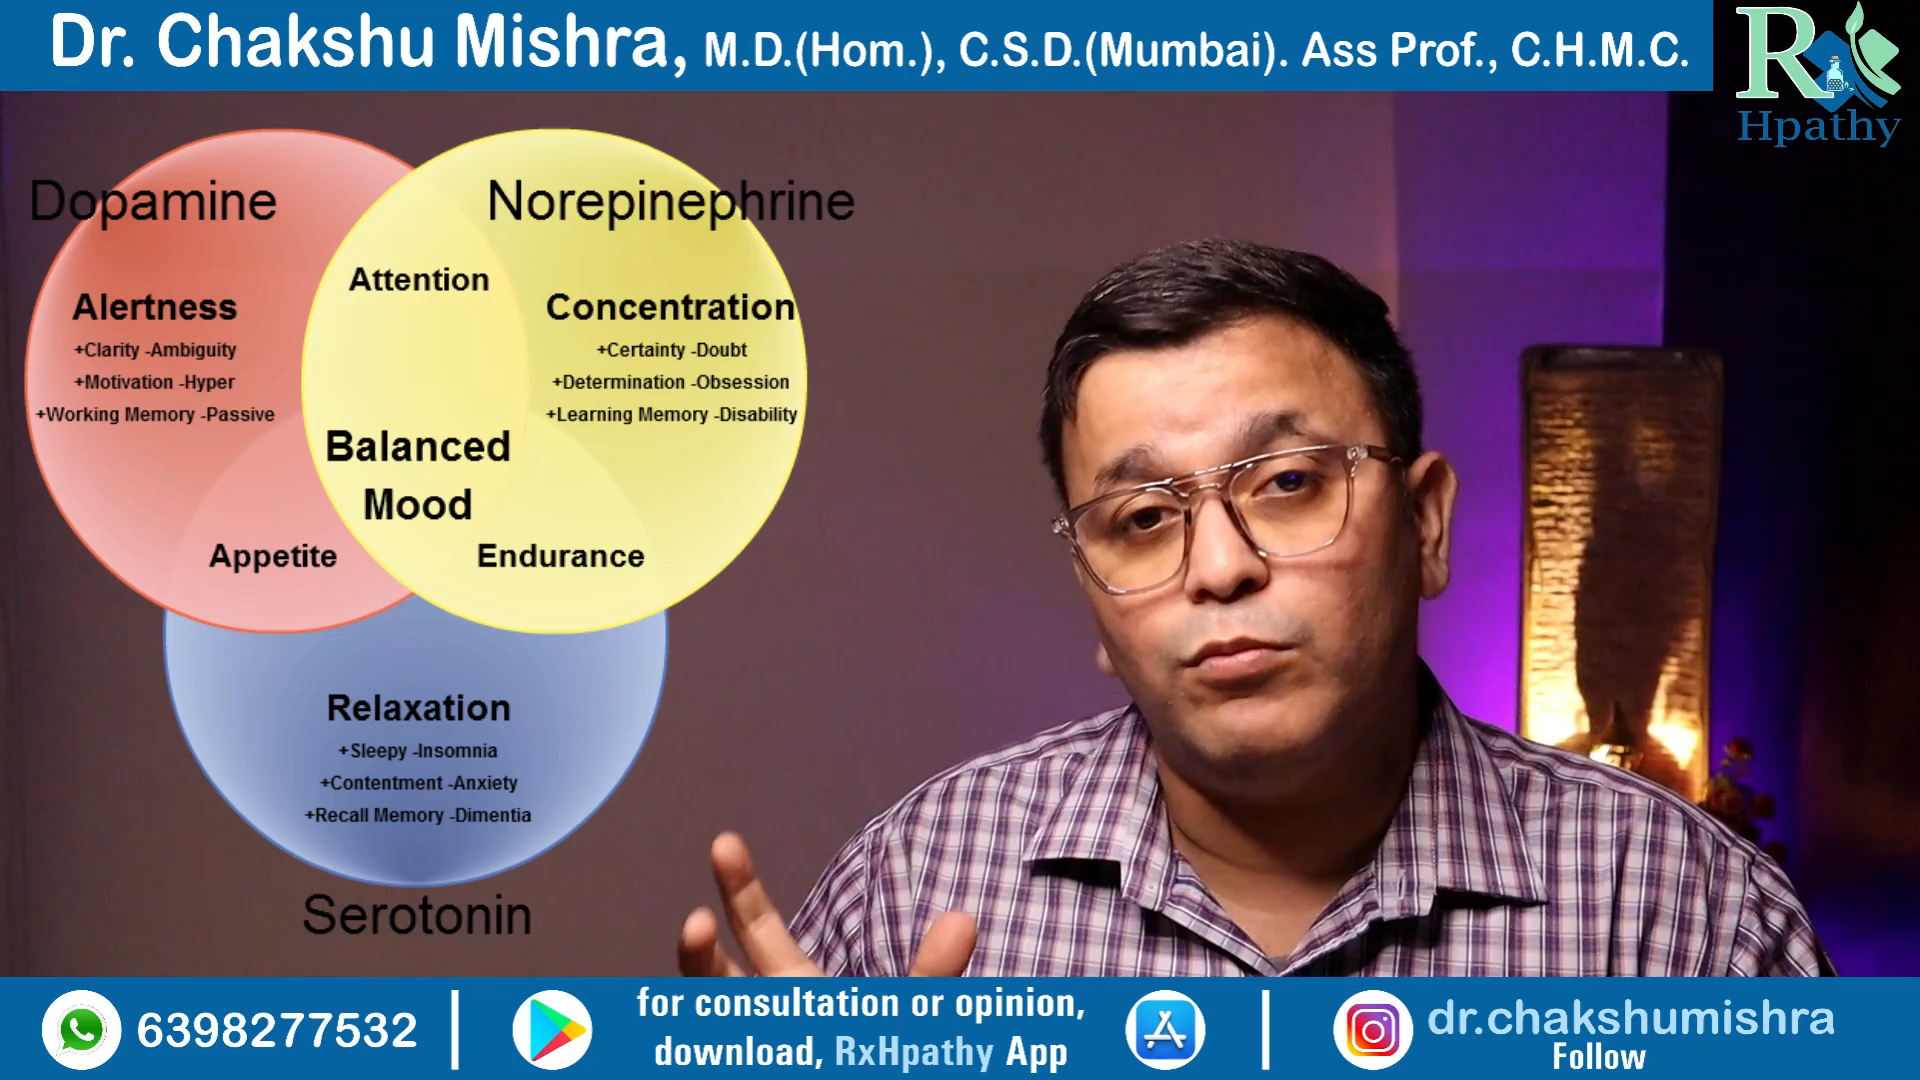 Dr. Chakshu Mishra, M.D.(Hom.), C.S.D.(Mumbai). Ass Prof., C.H.M.C.
Rx
Hpathy
Dopamine
Norepinephrine
Attention
Alertness
+Clarity -Ambiguity
+Motivation -Hyper
+Working Memory -Passive
Concentration
+Certainty -Doubt
+Determination -Obsession
+Learning Memory -Disability
Balanced
Mood
Appetite
Endurance
Relaxation
+Sleepy -Insomnia
+Contentment -Anxiety
+Recall Memory -Dimentia
Serotonin
6398277532
for consultation or opinion,
download, RxHpathy App
dr.chakshumishra
Follow